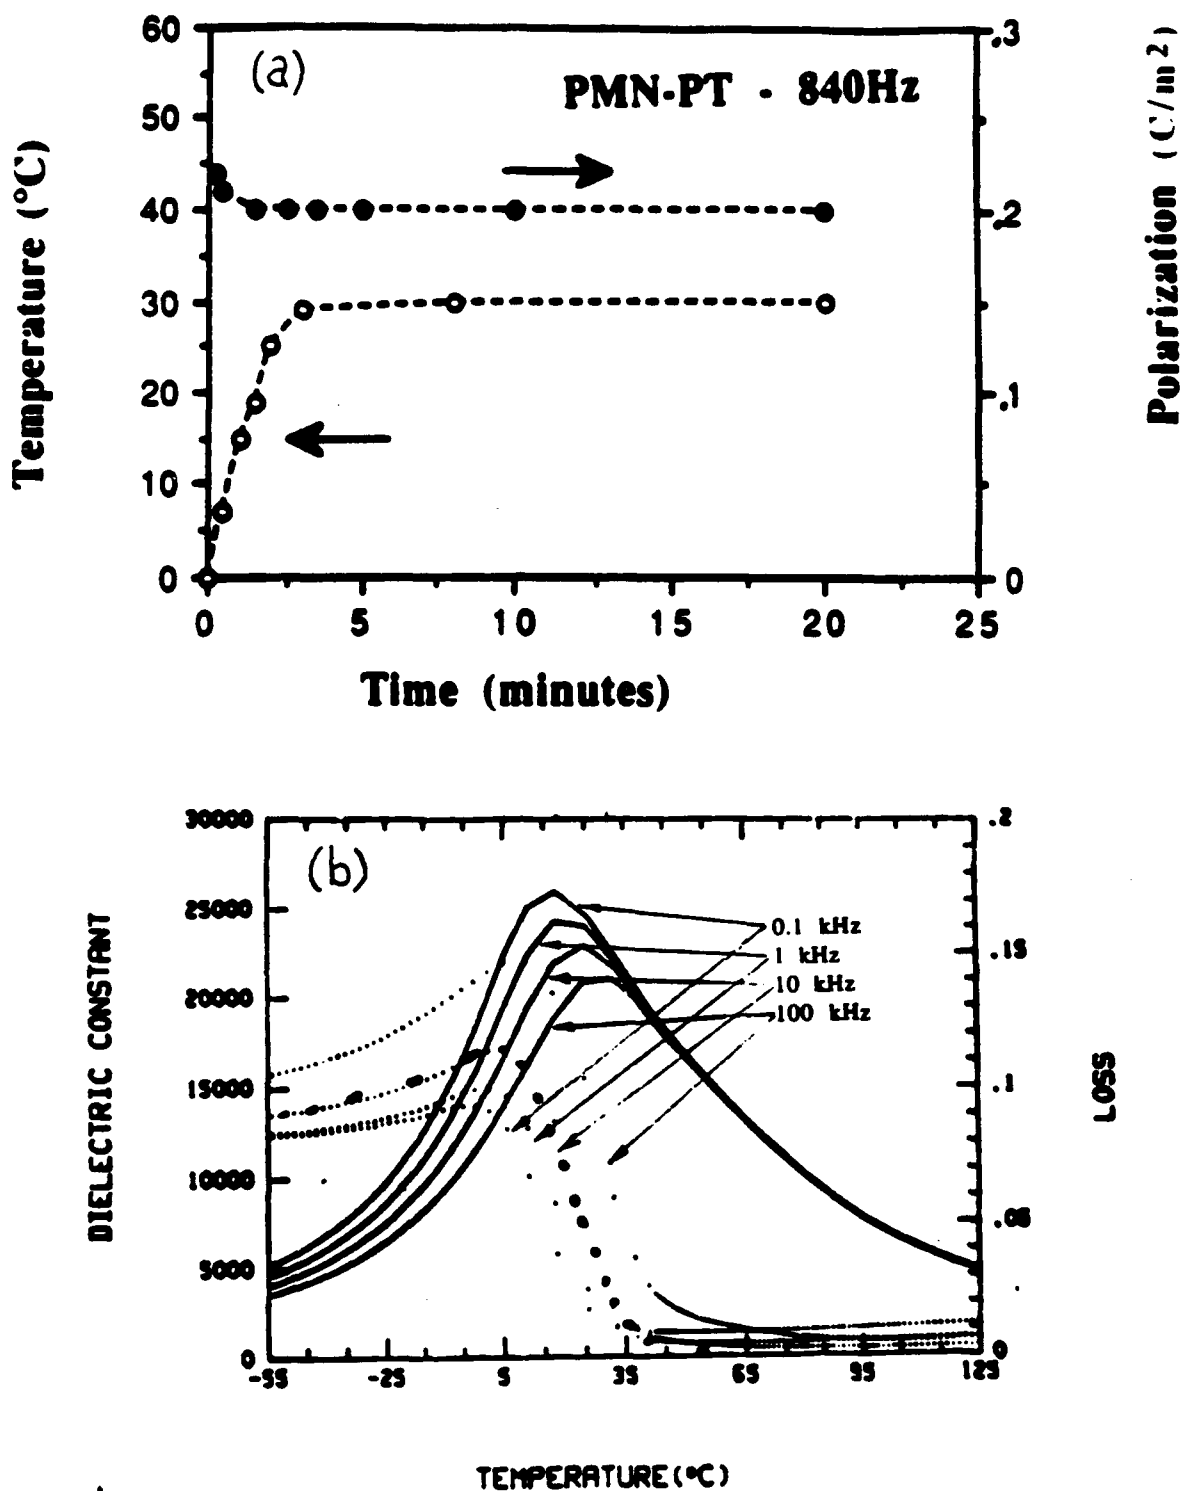 60
50
40
30
20
10
0
(a)
PMN-PT - 840Hz
.3
.2
.1
0
Temperature (°C)
Polarization (C/m²)
0 5 10 15 20 25
Time (minutes)
30000
25000
20000
15000
10000
5000
0
(b)
0.1 kHz
1 kHz
10 kHz
100 kHz
.2
.15
.1
.05
0
DIELECTRIC CONSTANT
LOSS
-55 -25 5 35 65 95 125
TEMPERATURE(°C)